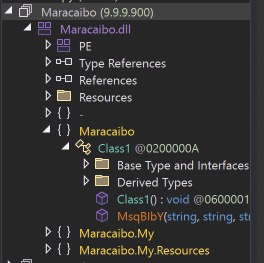 Maracaibo (9.9.9.900)
Maracaibo.dll
PE
Type References
References
Resources
{ } -
{ } Maracaibo
Class1 @0200000A
Base Type and Interfaces
Derived Types
Class1() : void @0600001
MsqBlbY(string, string, st
{ } Maracaibo.My
{ } Maracaibo.My.Resources